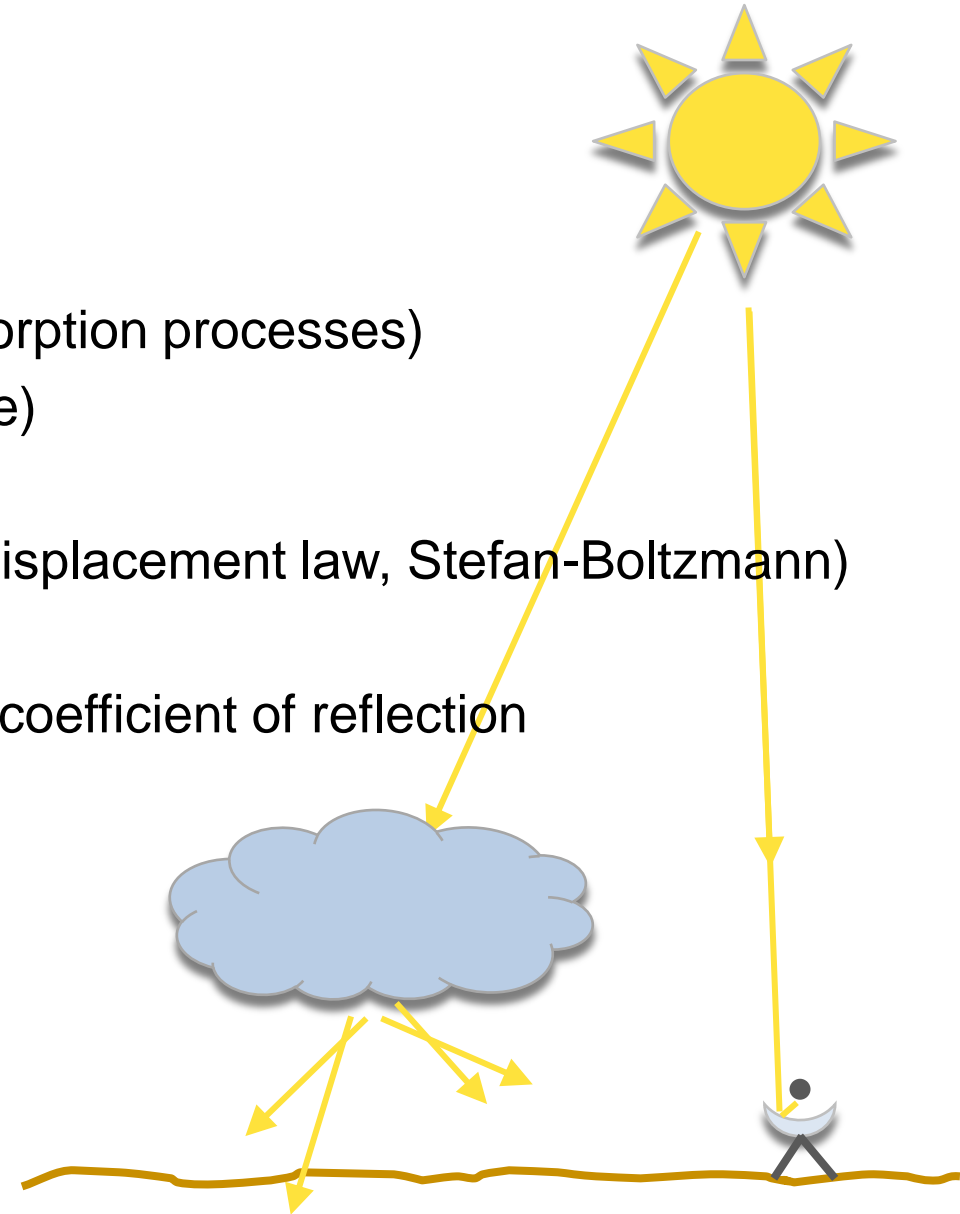 orption processes)
e)
isplacement law, Stefan-Boltzmann)
coefficient of reflection